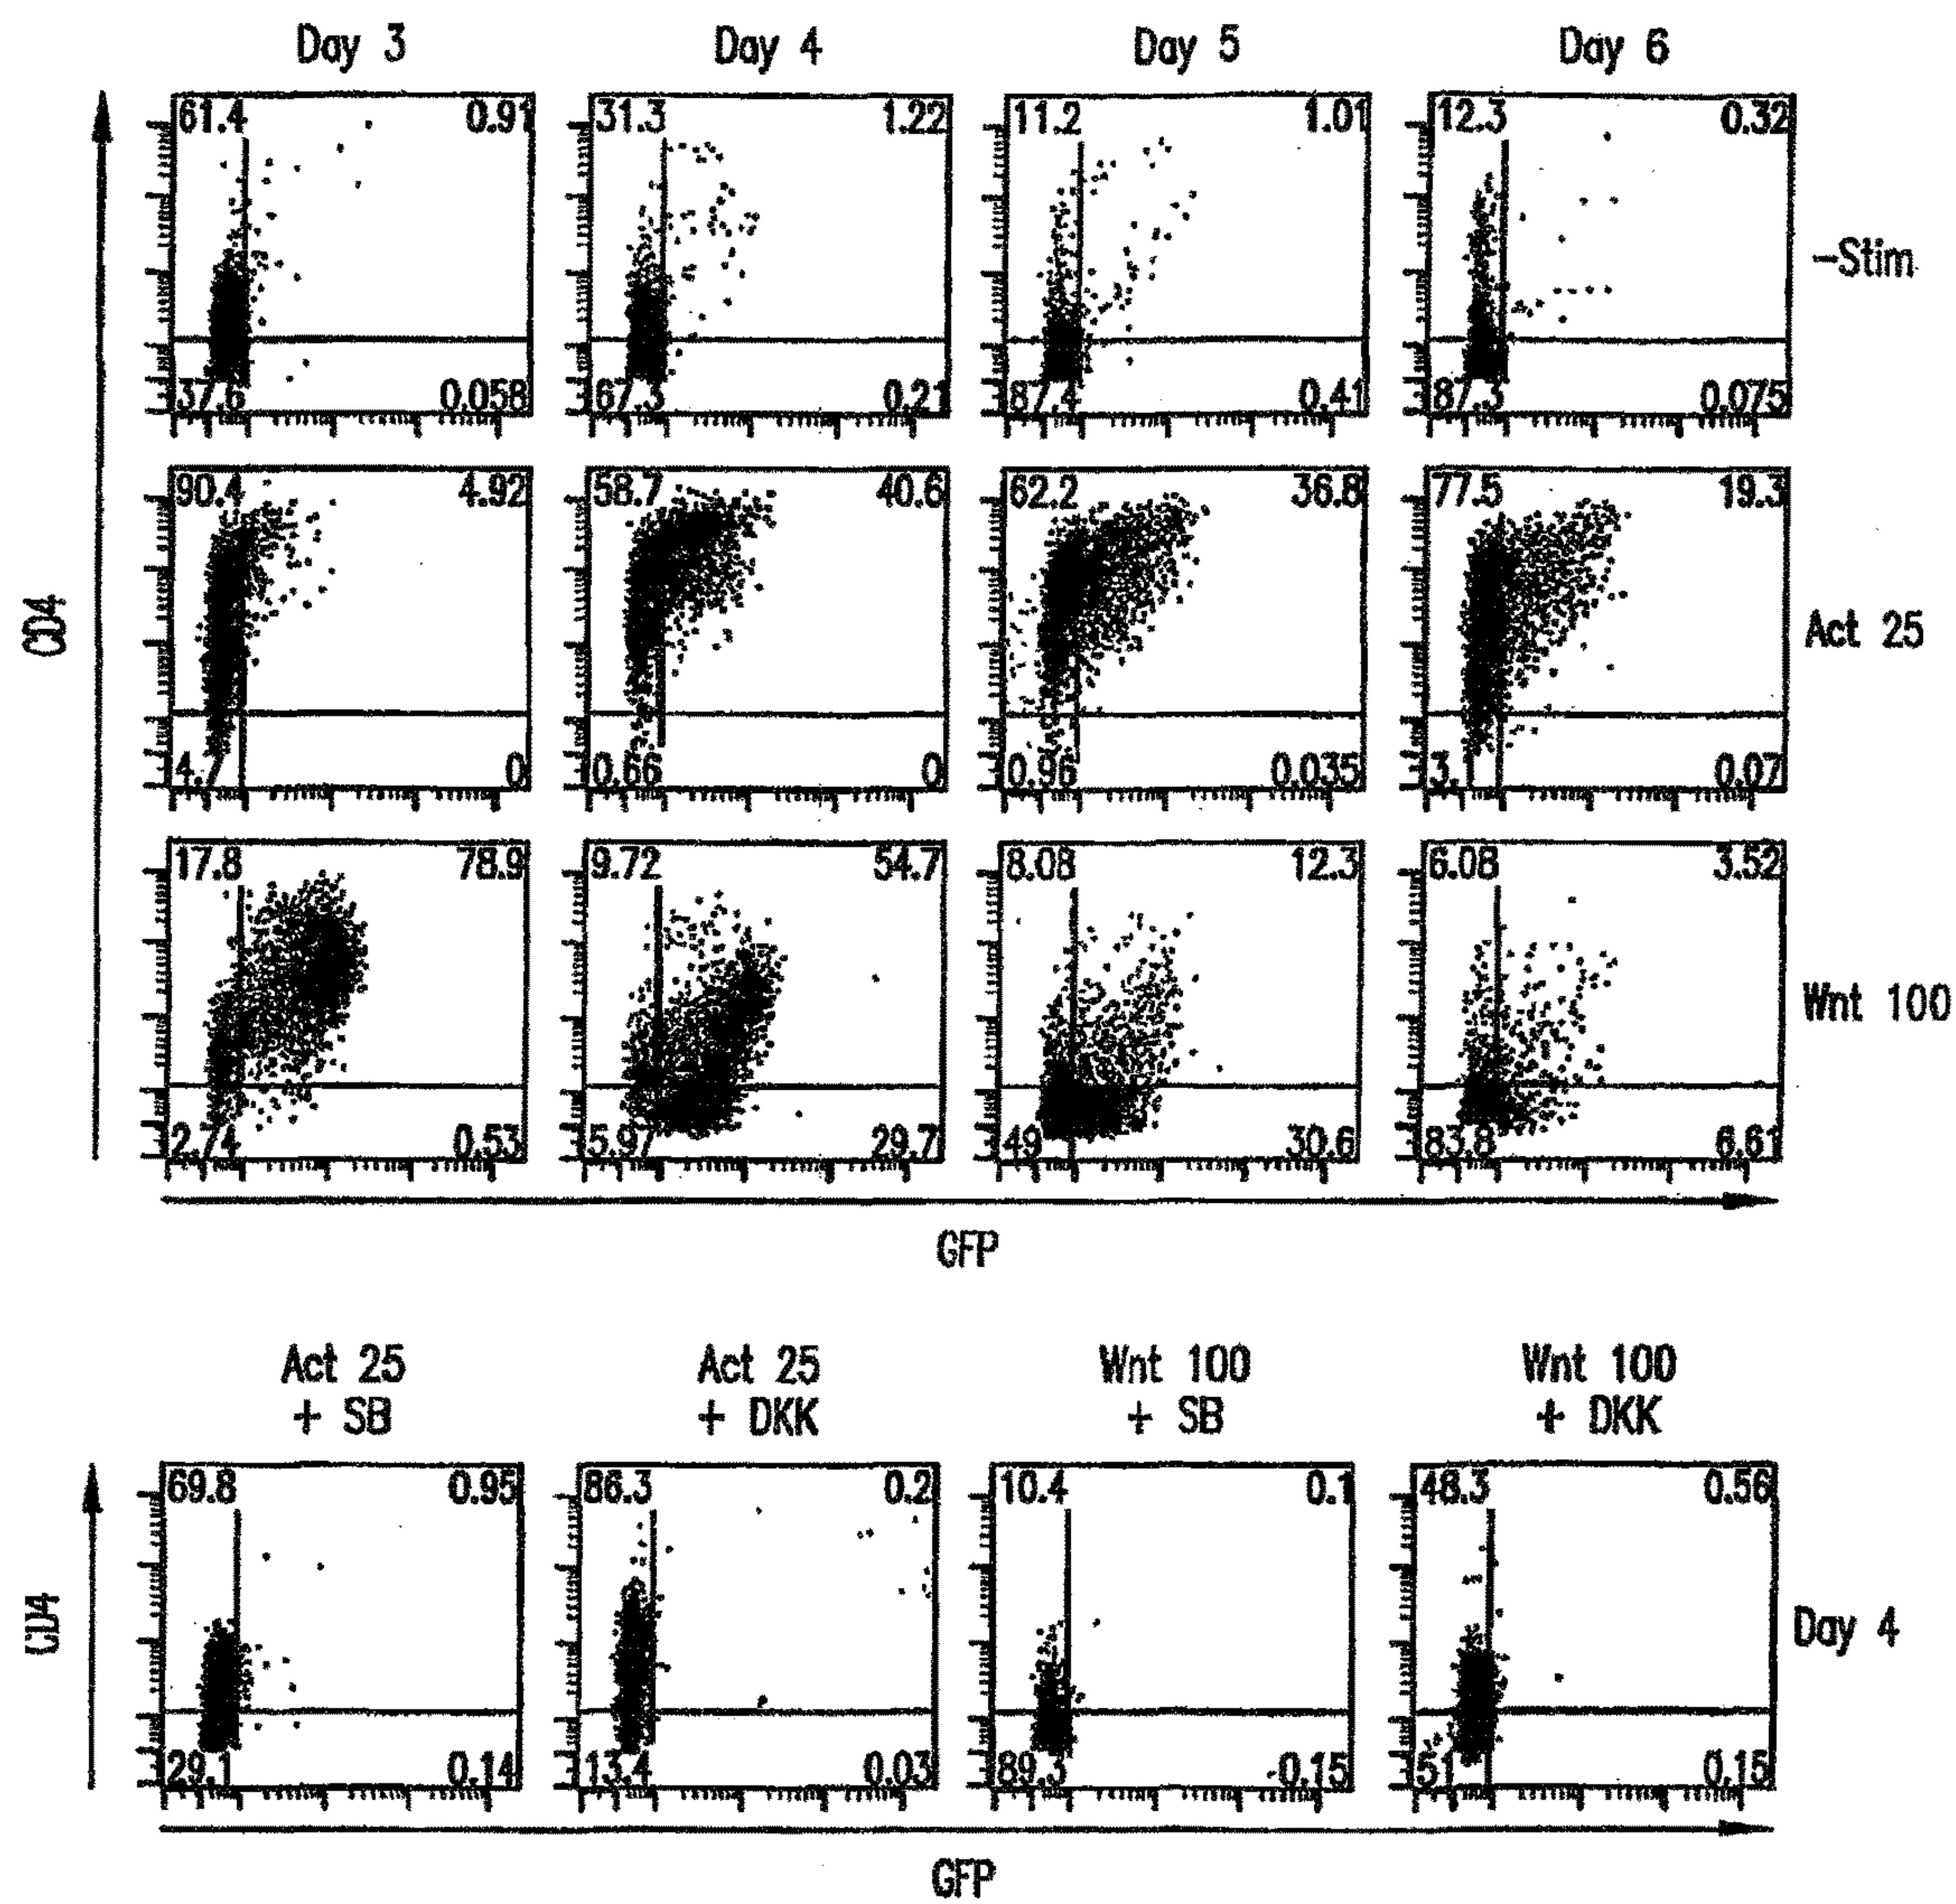 Day 3 Day 4 Day 5 Day 6
61.4 0.91 31.3 1.22 11.2 1.01 12.3 0.32
-Stim
37.6 0.058 67.3 0.21 87.4 0.41 87.3 0.075
90.4 4.92 58.7 40.6 62.2 36.8 77.5 19.3
CD4
Act 25
4.7 0 0.66 0 0.96 0.035 3.1 0.07
17.8 78.9 9.72 54.7 8.08 12.3 6.08 3.52
Wnt 100
2.74 0.53 5.97 29.7 49 30.6 83.8 6.61
GFP
Act 25 Act 25 Wnt 100 Wnt 100
+ SB + DKK + SB + DKK
69.8 0.95 86.3 0.2 10.4 0.1 48.3 0.56
CD4
Day 4
29.1 0.14 13.4 0.03 89.3 0.15 51 0.15
GFP